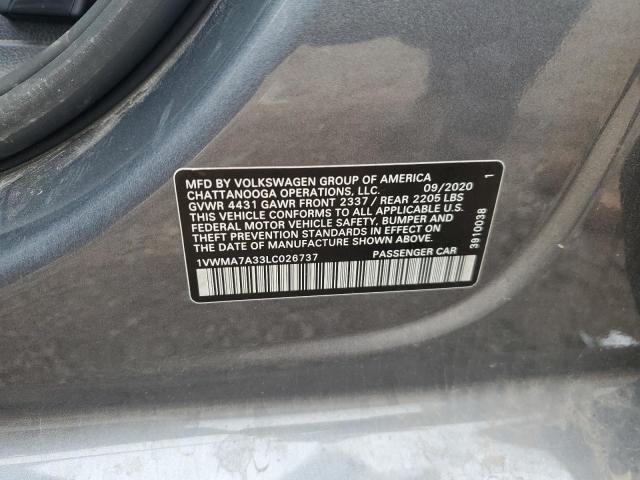 MFD BY VOLKSWAGEN GROUP OF AMERICA
CHATTANOOGA OPERATIONS, LLC. 09/2020
GVWR 4431 GAWR FRONT 2337 / REAR 2205 LBS
THIS VEHICLE CONFORMS TO ALL APPLICABLE U.S.
FEDERAL MOTOR VEHICLE SAFETY, BUMPER AND
THEFT PREVENTION STANDARDS IN EFFECT ON
THE DATE OF MANUFACTURE SHOWN ABOVE.
1VWMA7A33LC026737 PASSENGER CAR
3910038 1